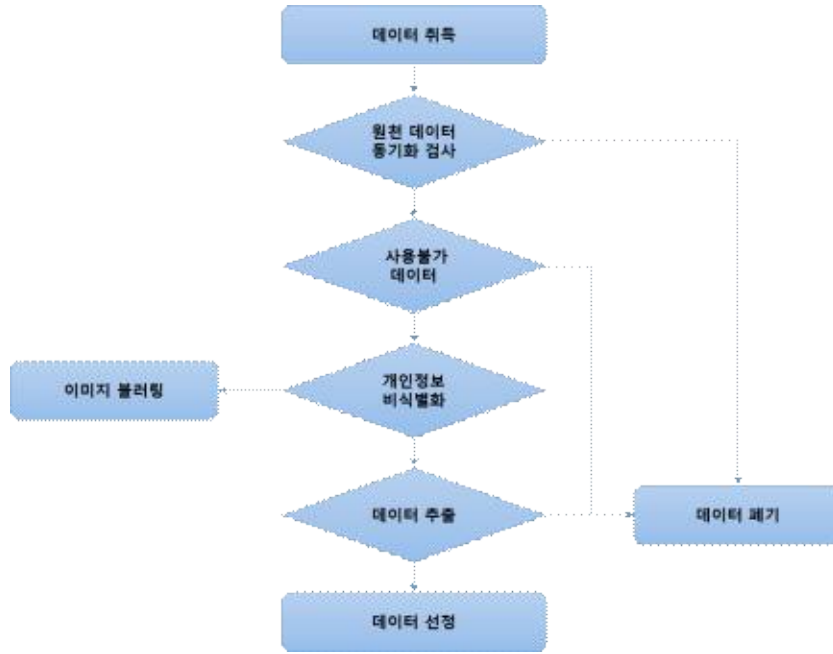 데이터 취득
원천 데이터
동기화 검사
사용불가
데이터
개인정보
비식별화
이미지 블러링
데이터 추출
데이터 폐기
데이터 선정